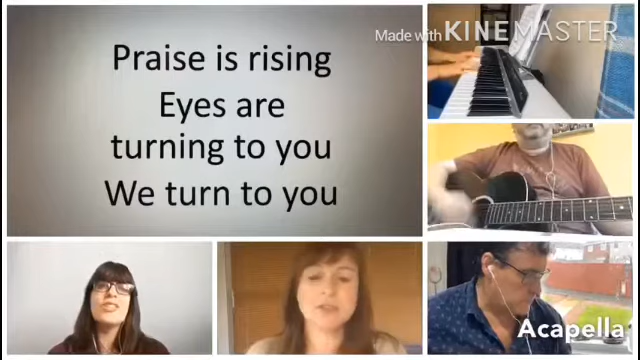 Made with KINEMASTER
Praise is rising
Eyes are
turning to you
We turn to you
Acapella